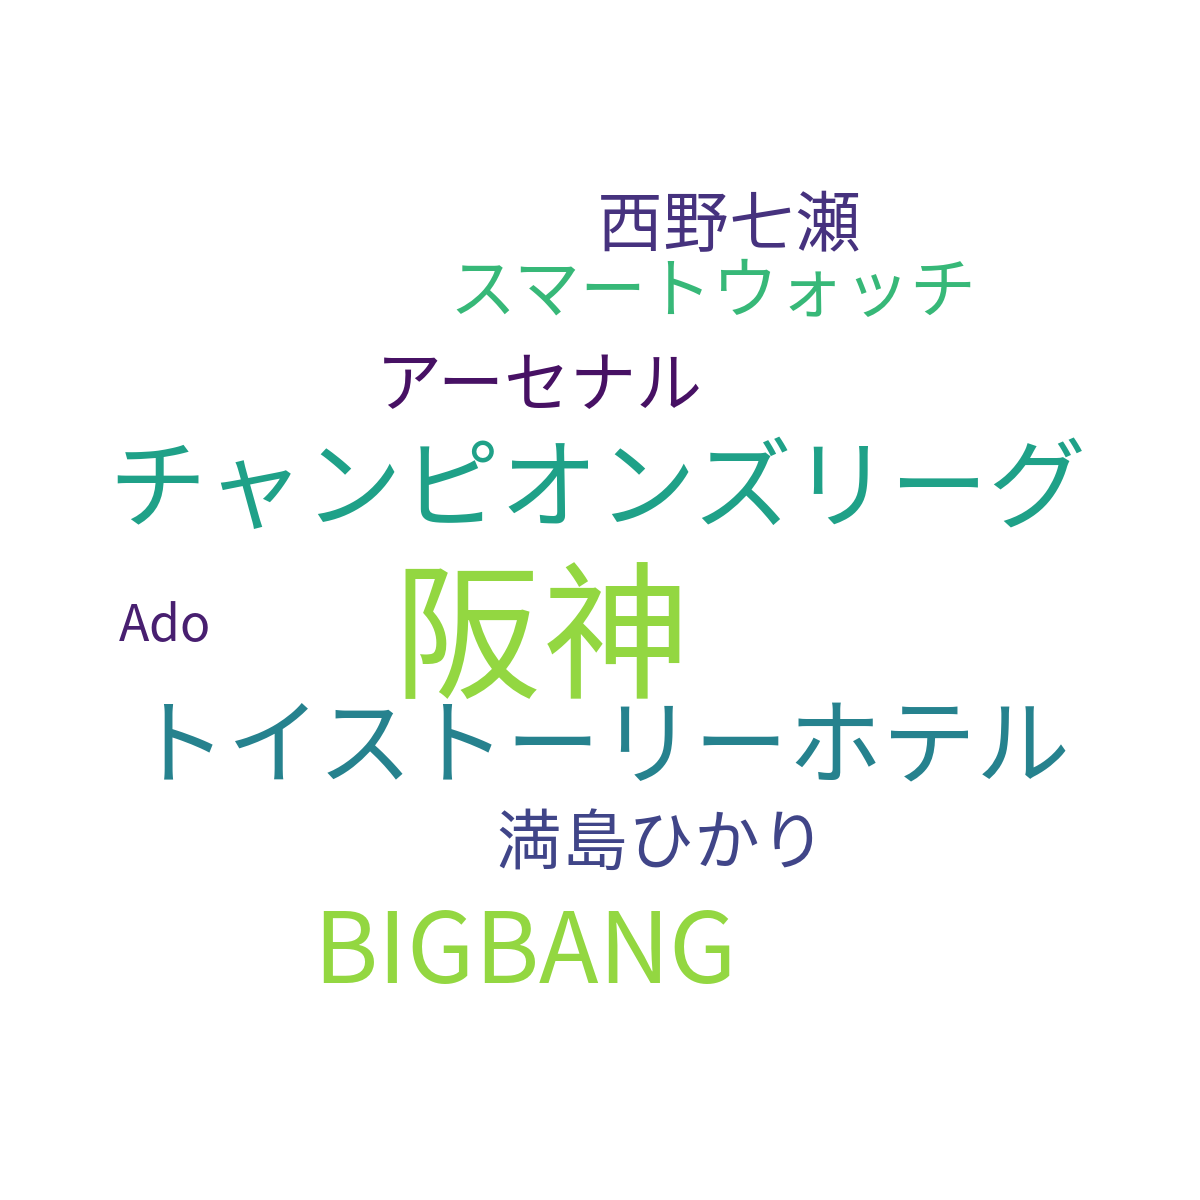 西野七瀬
スマートウォッチ
アーセナル
チャンピオンズリーグ
阪神
Ado
トイストーリーホテル
満島ひかり
BIGBANG